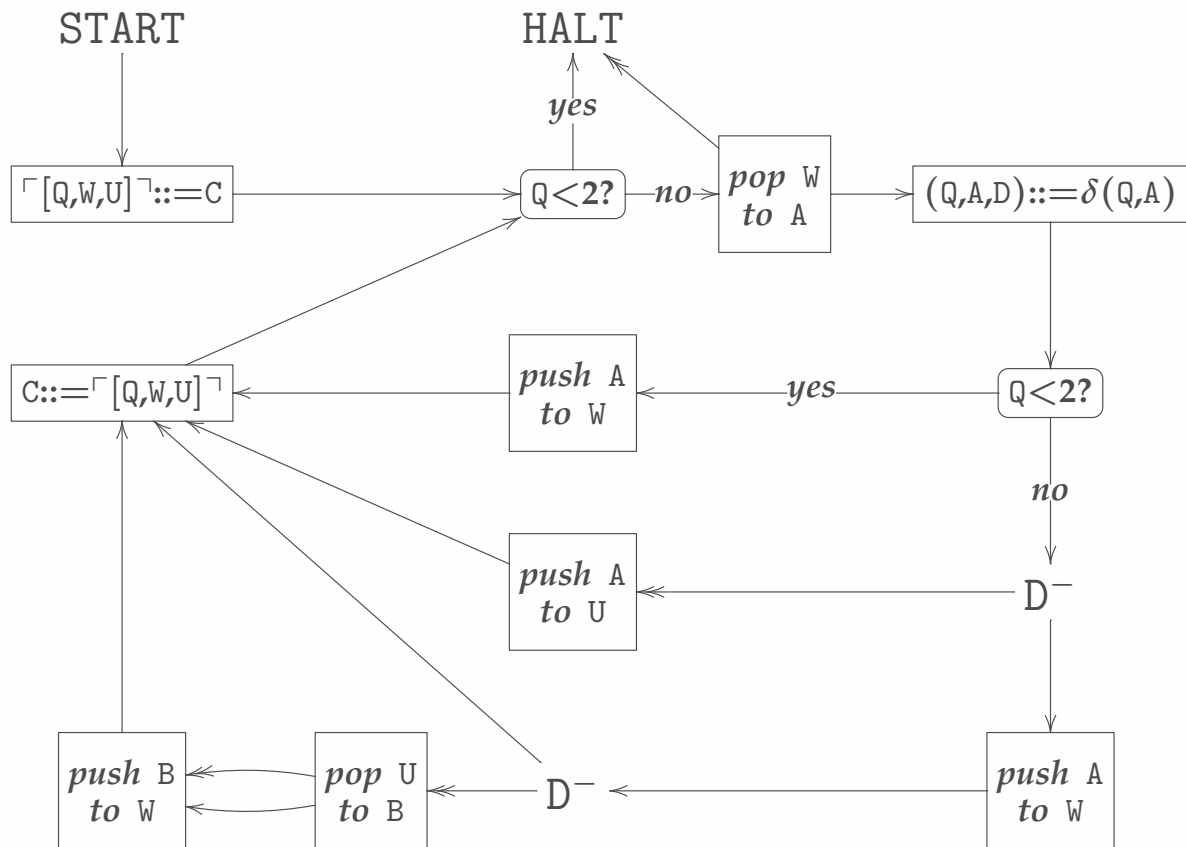 START
HALT
yes
⌜[Q,W,U]⌝::=C
Q<2?
no
pop W
to A
(Q,A,D)::=δ(Q,A)
C::=⌜[Q,W,U]⌝
push A
to W
yes
Q<2?
no
push A
to U
D⁻
push B
to W
pop U
to B
D⁻
push A
to W